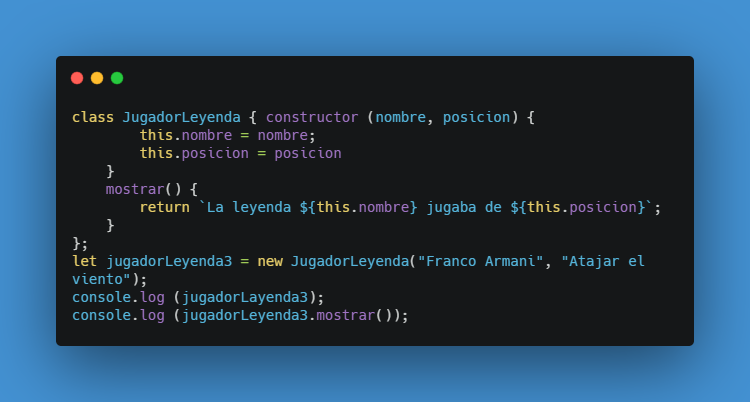 class JugadorLeyenda { constructor (nombre, posicion) {
        this.nombre = nombre;
        this.posicion = posicion
    }
    mostrar() {
        return `La leyenda ${this.nombre} jugaba de ${this.posicion}`;
    }
};
let jugadorLeyenda3 = new JugadorLeyenda("Franco Armani", "Atajar el
viento");
console.log (jugadorLayenda3);
console.log (jugadorLeyenda3.mostrar());